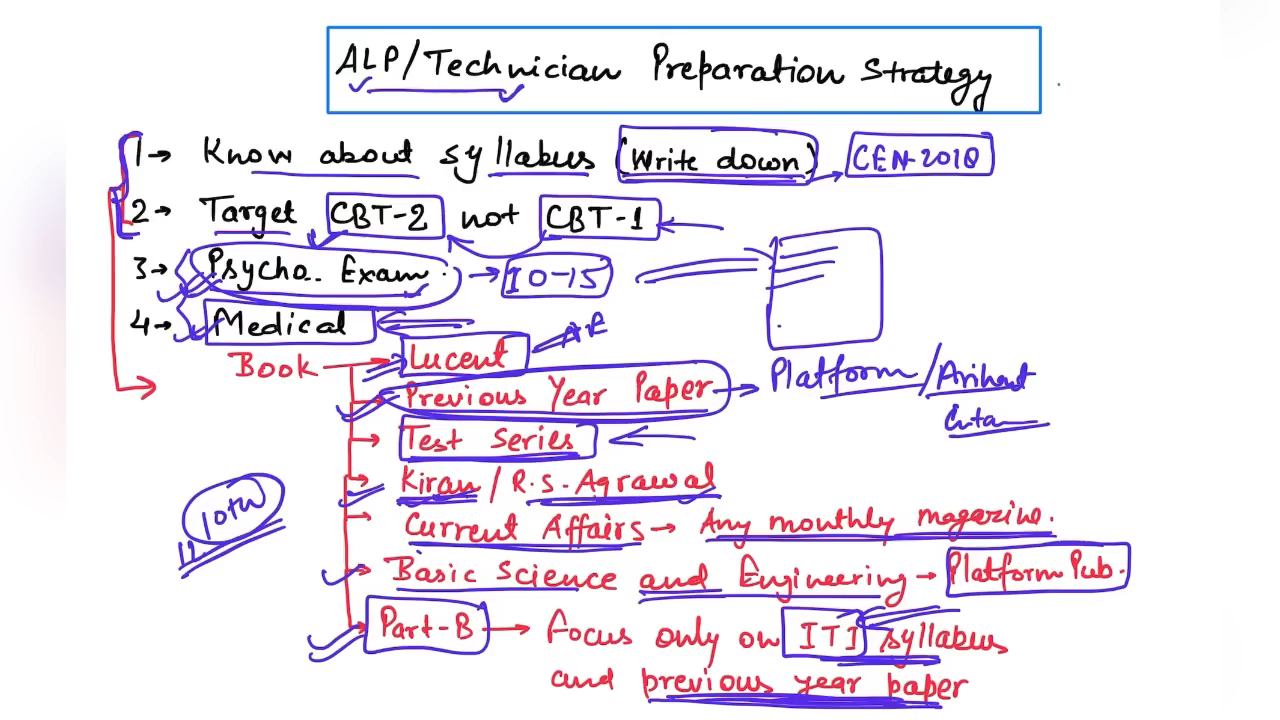 ALP/Technician Preparation Strategy
1→ Know about syllabus (Write down) → CEN-2018
2→ Target CBT-2 not CBT-1
3→ Psycho.. Exam. → 10-15
4→ Medical
Book → Lucent
Previous Year Paper → Platform/Arihant
Test Series
Kiran / R.S. Agrawal
10th
Current Affairs → Any monthly magazine.
12
Basic Science and Engineering → Platform Pub.
Part-B → Focus only on ITI syllabus
and previous year paper